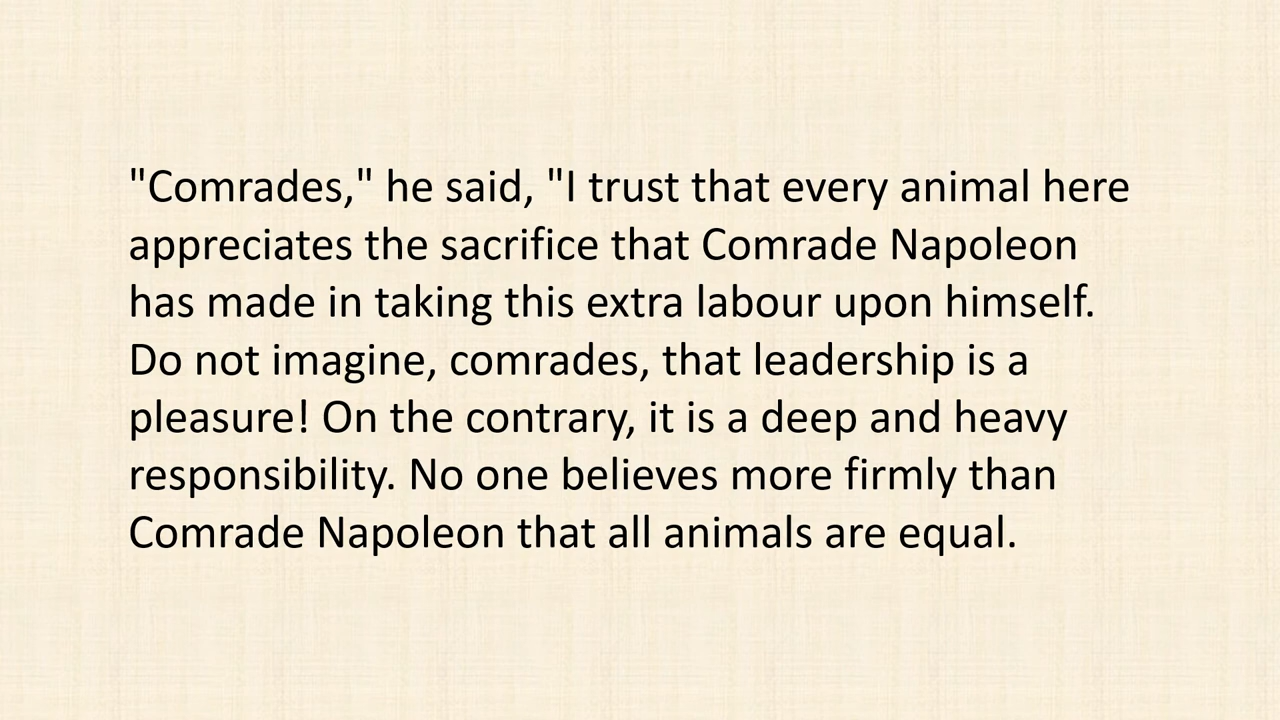 "Comrades," he said, "I trust that every animal here
appreciates the sacrifice that Comrade Napoleon
has made in taking this extra labour upon himself.
Do not imagine, comrades, that leadership is a
pleasure! On the contrary, it is a deep and heavy
responsibility. No one believes more firmly than
Comrade Napoleon that all animals are equal.